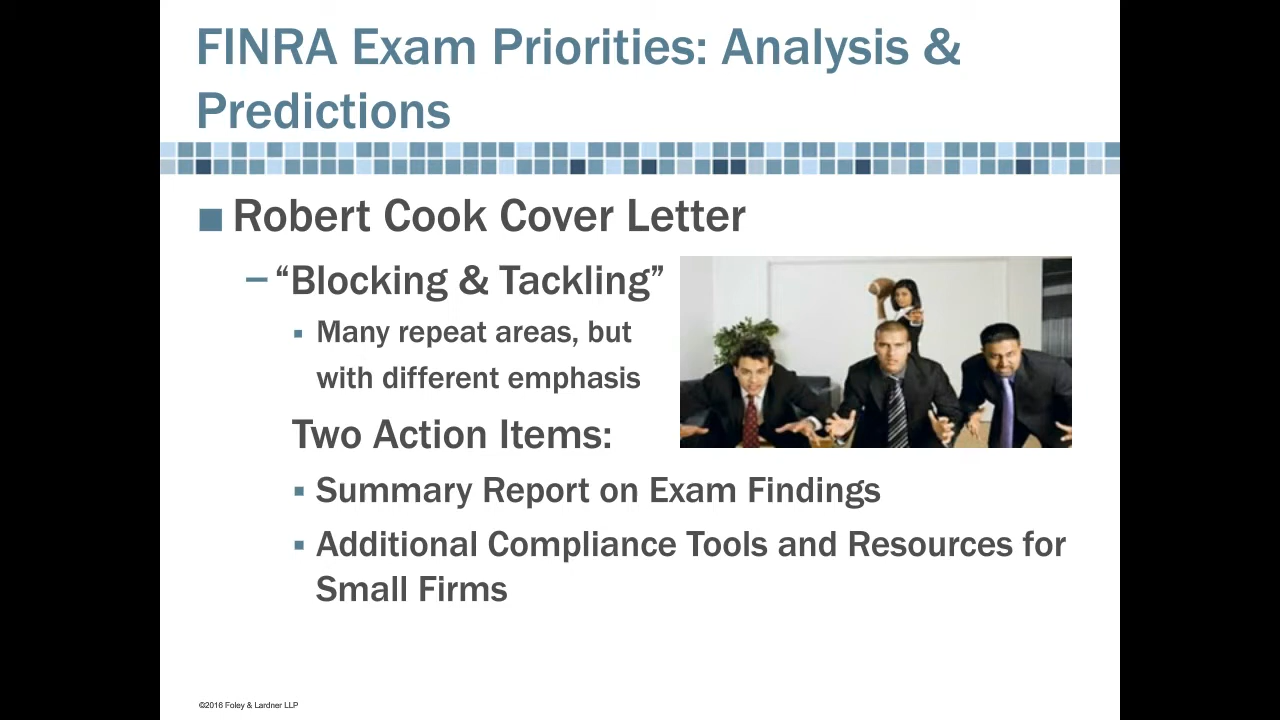 FINRA Exam Priorities: Analysis &
Predictions
Robert Cook Cover Letter
– “Blocking & Tackling”
Many repeat areas, but
with different emphasis
Two Action Items:
Summary Report on Exam Findings
Additional Compliance Tools and Resources for
Small Firms
©2016 Foley & Lardner LLP